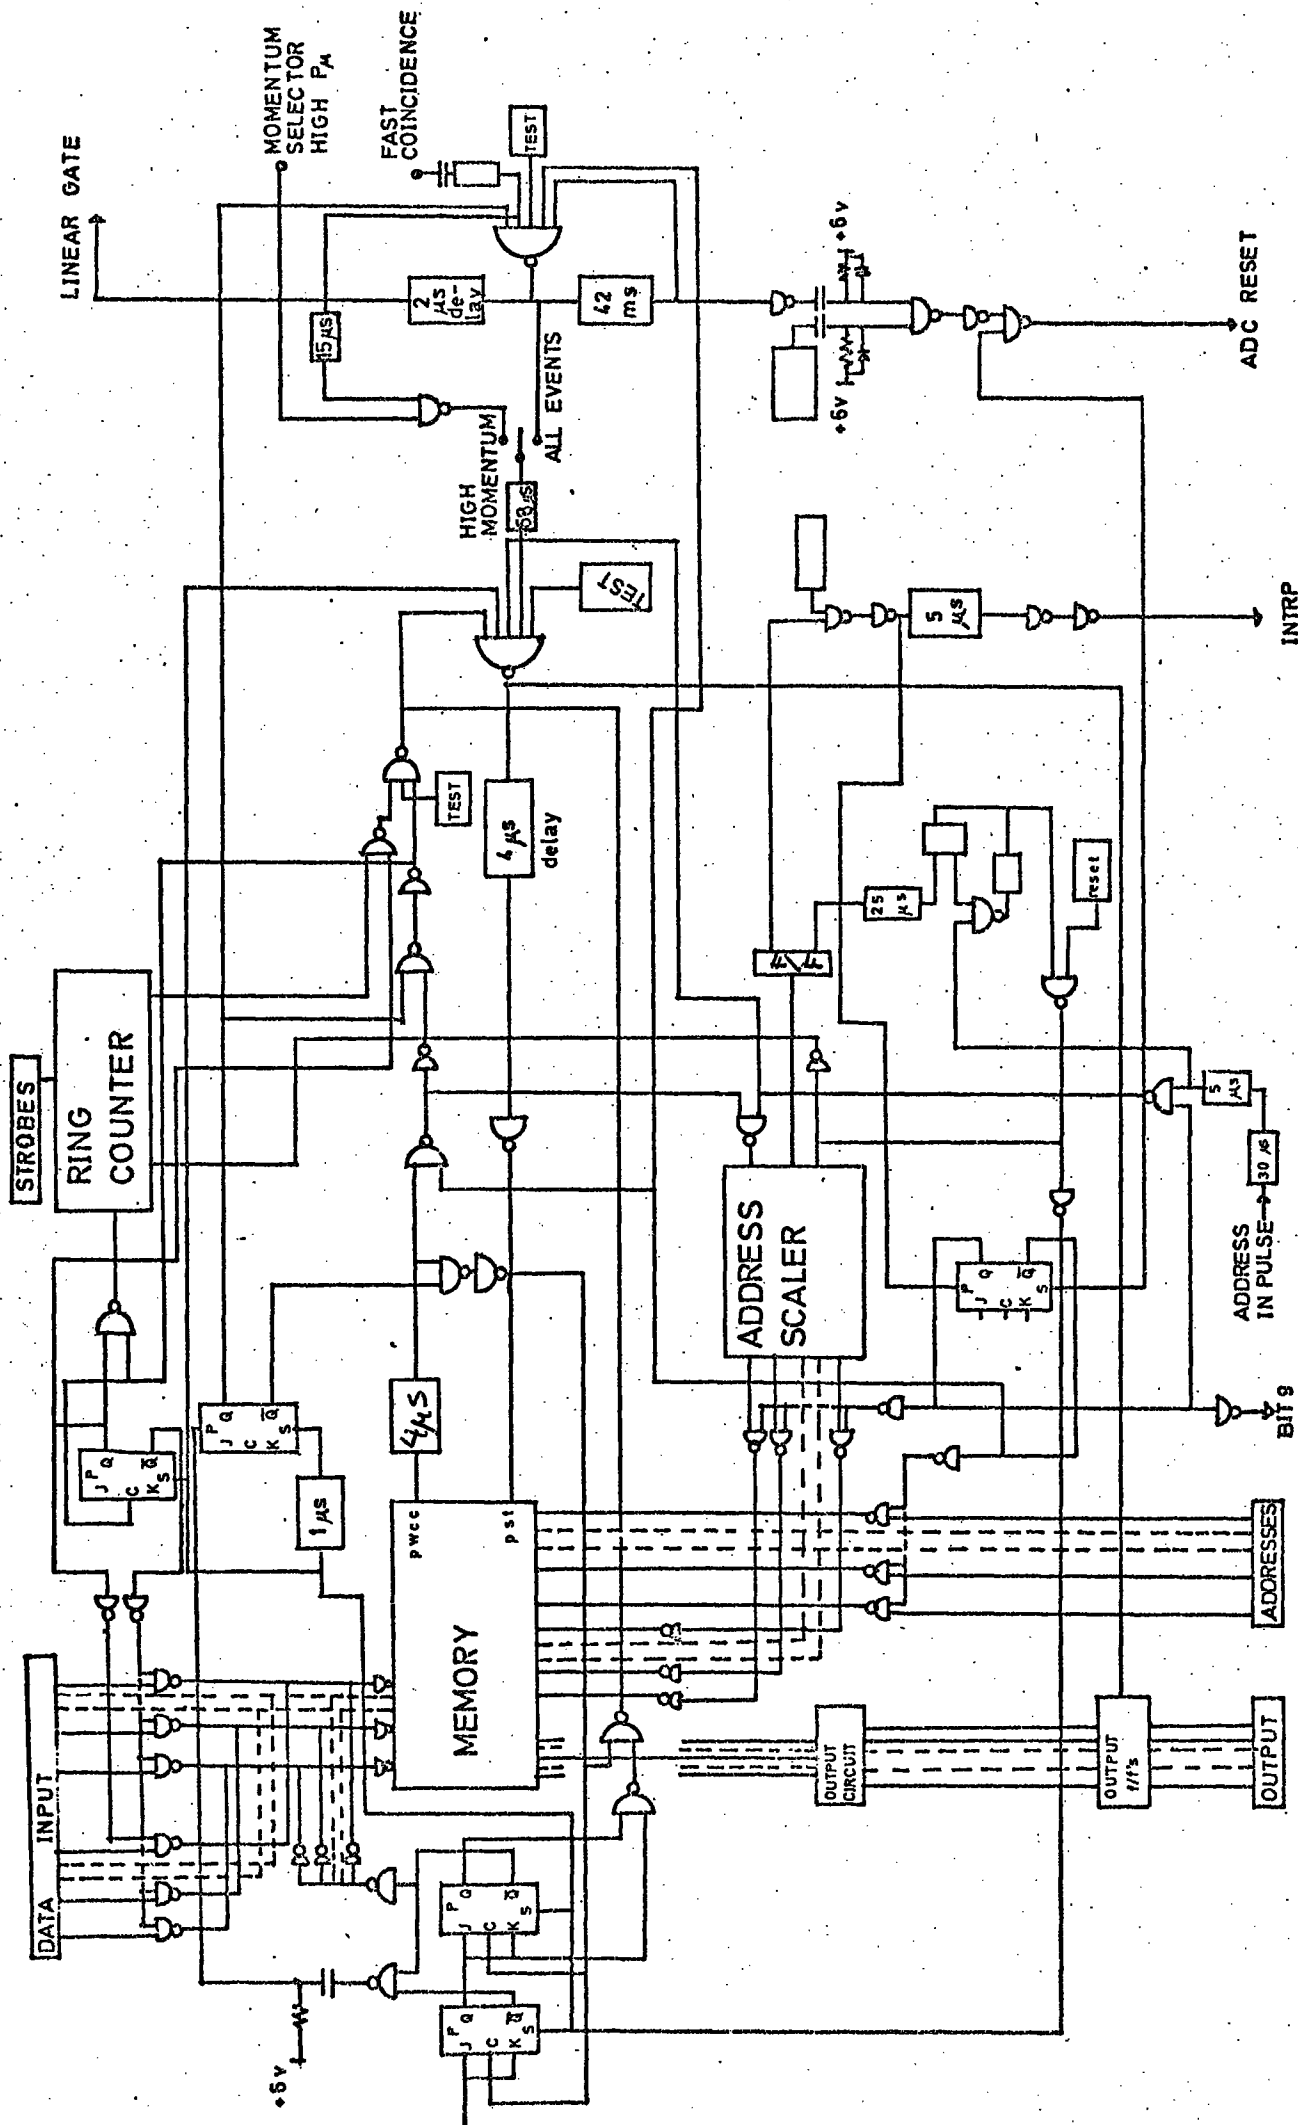 LINEAR GATE
MOMENTUM
SELECTOR
HIGH Pμ
FAST
COINCIDENCE
TEST
15μs
2
μs
de-
lay
42
ms
+6v
+6v
ADC RESET
HIGH
MOMENTUM
ALL EVENTS
TEST
5
μs
INTRP
STROBES
RING
COUNTER
TEST
4μs
delay
F/F
25
μs
reset
ADDRESS
SCALER
5
μs
30 μs
ADDRESS
IN PULSE
J P Q
C
K S Q̅
J P Q
C
K S Q̅
1μs
4μs
J P Q
C
K S Q̅
BIT 9
DATA INPUT
MEMORY
pwcc
pst
ADDRESSES
OUTPUT
CIRCUIT
OUTPUT
f/f's
OUTPUT
J P Q
C
K S Q̅
J P Q
C
K S Q̅